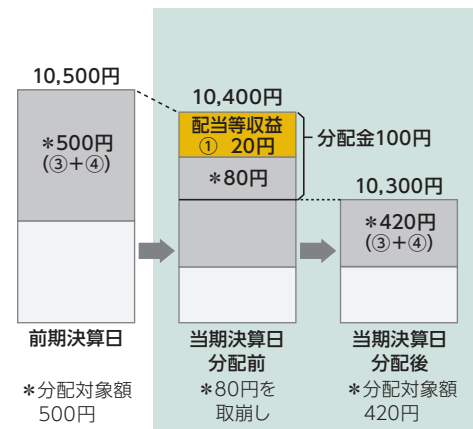 10,500円
＊500円
(③＋④)
前期決算日
＊分配対象額
500円
10,400円
配当等収益
① 20円
＊80円
分配金100円
当期決算日
分配前
＊80円を
取崩し
10,300円
＊420円
(③＋④)
当期決算日
分配後
＊分配対象額
420円